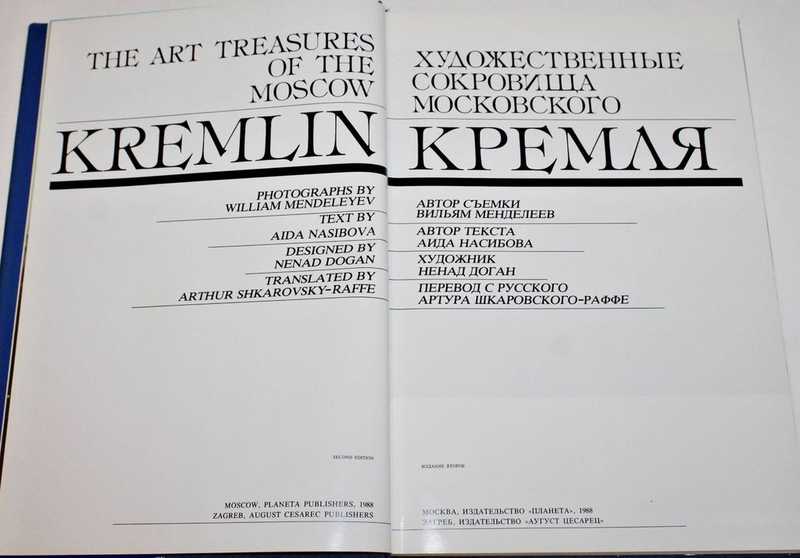 THE ART TREASURES
OF THE
MOSCOW
KREMLIN
PHOTOGRAPHS BY
WILLIAM MENDELEYEV
TEXT BY
AIDA NASIBOVA
DESIGNED BY
NENAD DOGAN
TRANSLATED BY
ARTHUR SHKAROVSKY-RAFFE
SECOND EDITION
MOSCOW, PLANETA PUBLISHERS, 1988
ZAGREB, AUGUST CESAREC PUBLISHERS
ХУДОЖЕСТВЕННЫЕ
СОКРОВИЩА
МОСКОВСКОГО
КРЕМЛЯ
АВТОР СЪЕМКИ
ВИЛЬЯМ МЕНДЕЛЕЕВ
АВТОР ТЕКСТА
АИДА НАСИБОВА
ХУДОЖНИК
НЕНАД ДОГАН
ПЕРЕВОД С РУССКОГО
АРТУРА ШКАРОВСКОГО-РАФФЕ
ИЗДАНИЕ ВТОРОЕ
МОСКВА, ИЗДАТЕЛЬСТВО «ПЛАНЕТА», 1988
ЗАГРЕБ, ИЗДАТЕЛЬСТВО «АУГУСТ ЦЕСАРЕЦ»